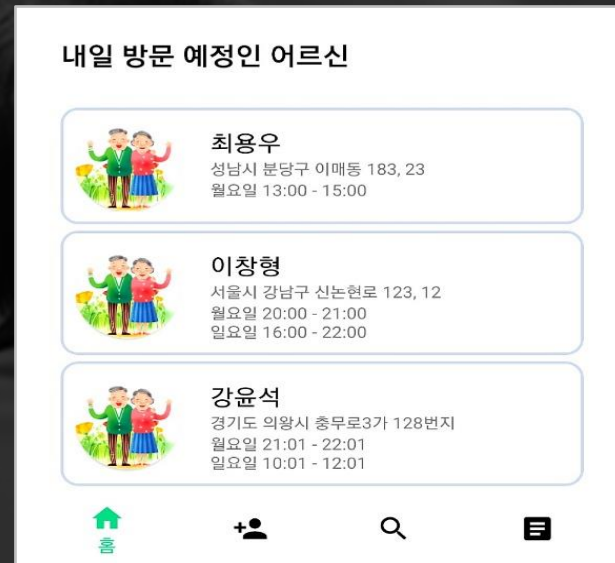 내일 방문 예정인 어르신
최용우
성남시 분당구 이매동 183, 23
월요일 13:00 - 15:00
이창형
서울시 강남구 신논현로 123, 12
월요일 20:00 - 21:00
일요일 16:00 - 22:00
강윤석
경기도 의왕시 충무로3가 128번지
월요일 21:01 - 22:01
일요일 10:01 - 12:01
홈